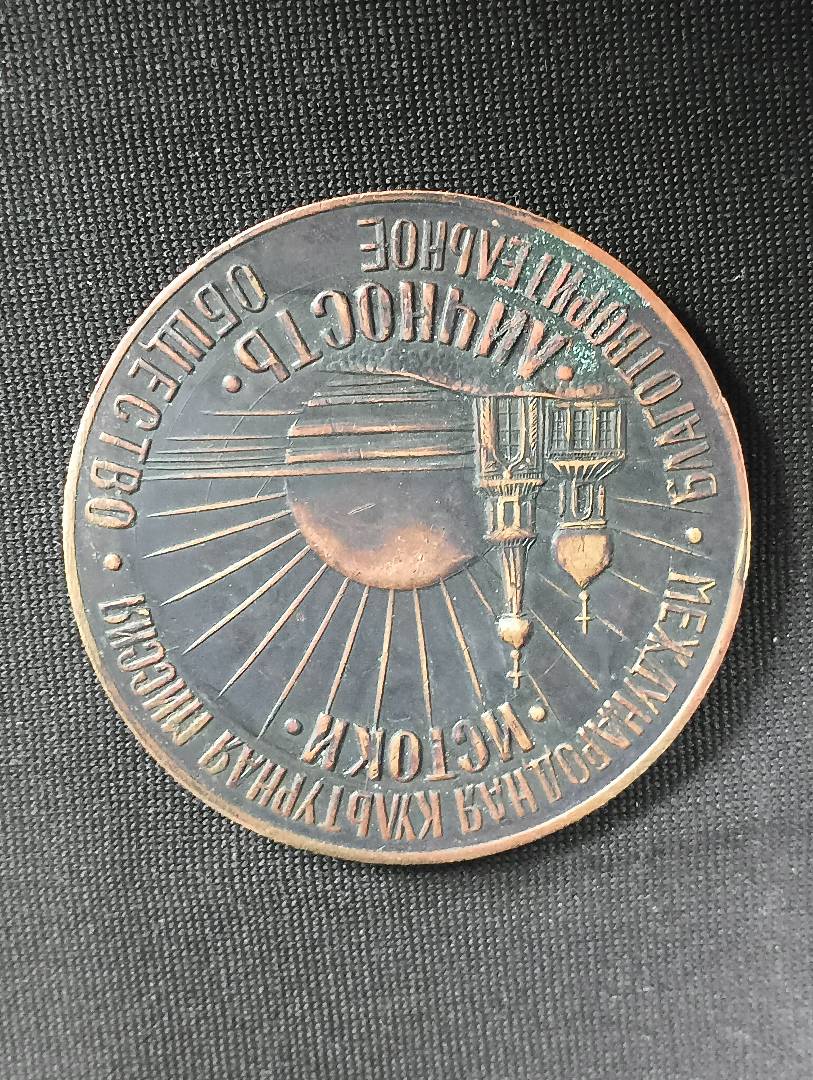 МЕЖДУНАРОДНАЯ КУЛЬТУРНАЯ МИССИЯ
· ИСТОКИ ·
· ЛИЧНОСТЬ ·
· БЛАГОТВОРИТЕЛЬНОЕ ОБЩЕСТВО ·